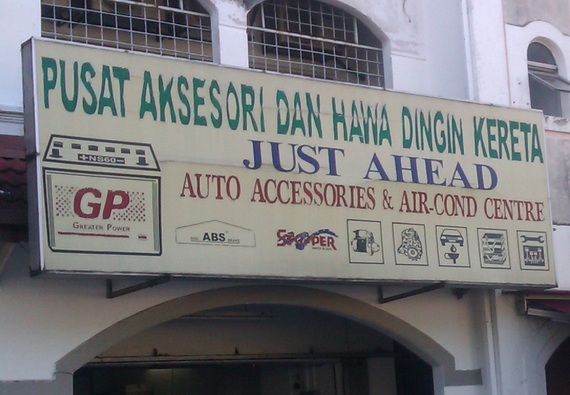 PUSAT AKSESORI DAN HAWA DINGIN KERETA
JUST AHEAD
AUTO ACCESSORIES & AIR-COND CENTRE
NS60
GP
GREATER POWER
ABS